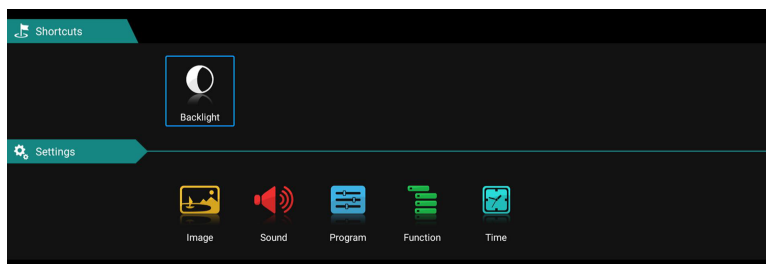 Shortcuts
Backlight
Settings
Image Sound Program Function Time